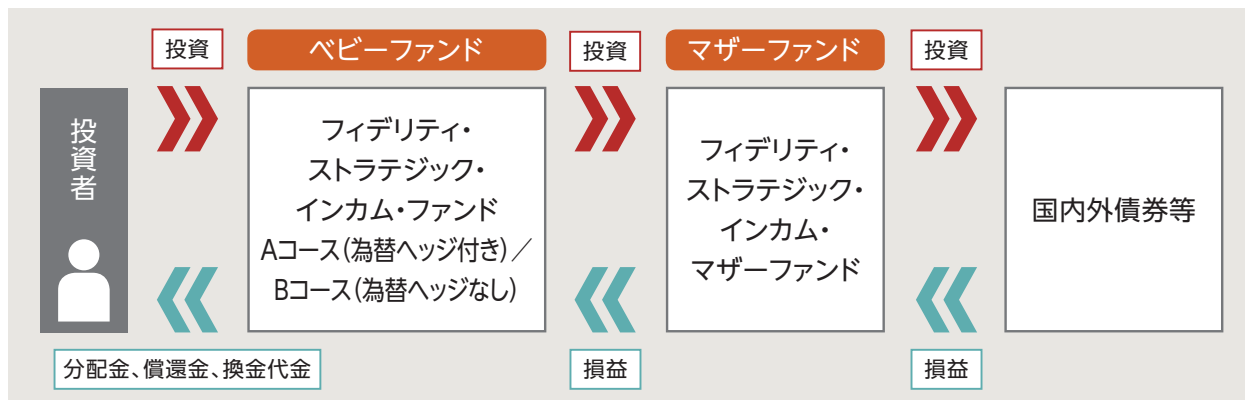 投資
ベビーファンド
投資
マザーファンド
投資
投資者
フィデリティ・
ストラテジック・
インカム・ファンド
Aコース(為替ヘッジ付き)／
Bコース(為替ヘッジなし)
フィデリティ・
ストラテジック・
インカム・
マザーファンド
国内外債券等
分配金、償還金、換金代金
損益
損益